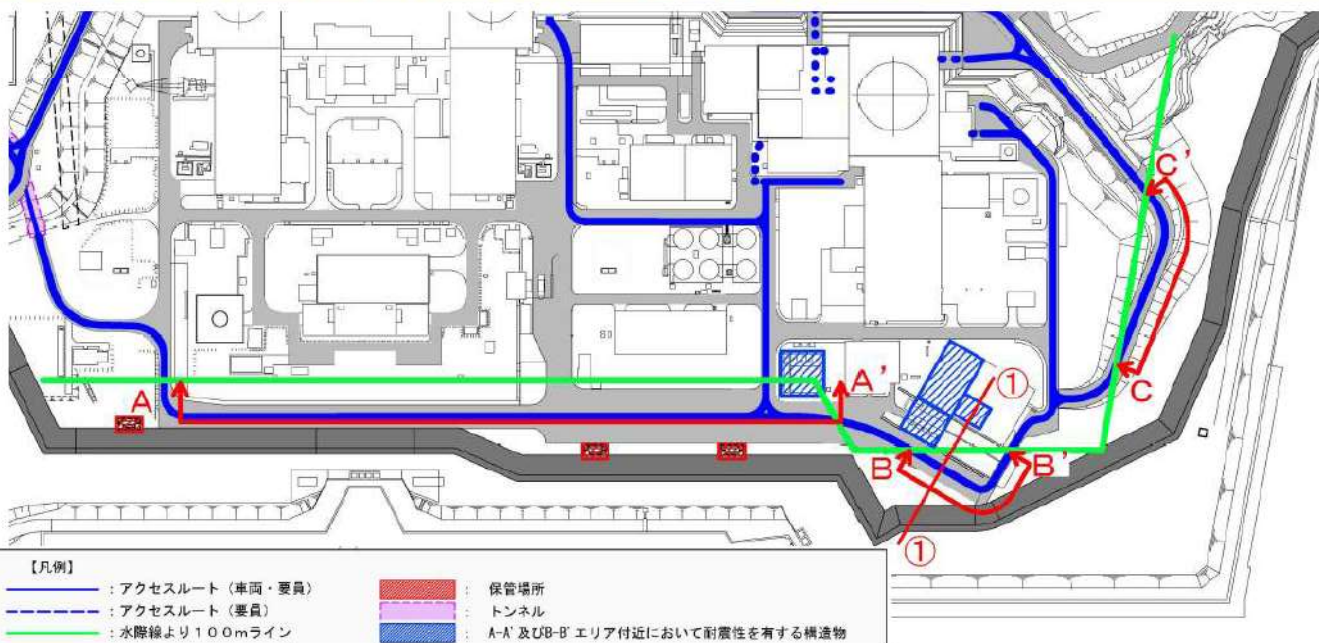 C'
①
A
A'
C
B
B'
①
【凡例】
：アクセスルート（車両・要員）
：アクセスルート（要員）
：水際線より１００ｍライン
： 保管場所
： トンネル
： A-A'及びB-B'エリア付近において耐震性を有する構造物